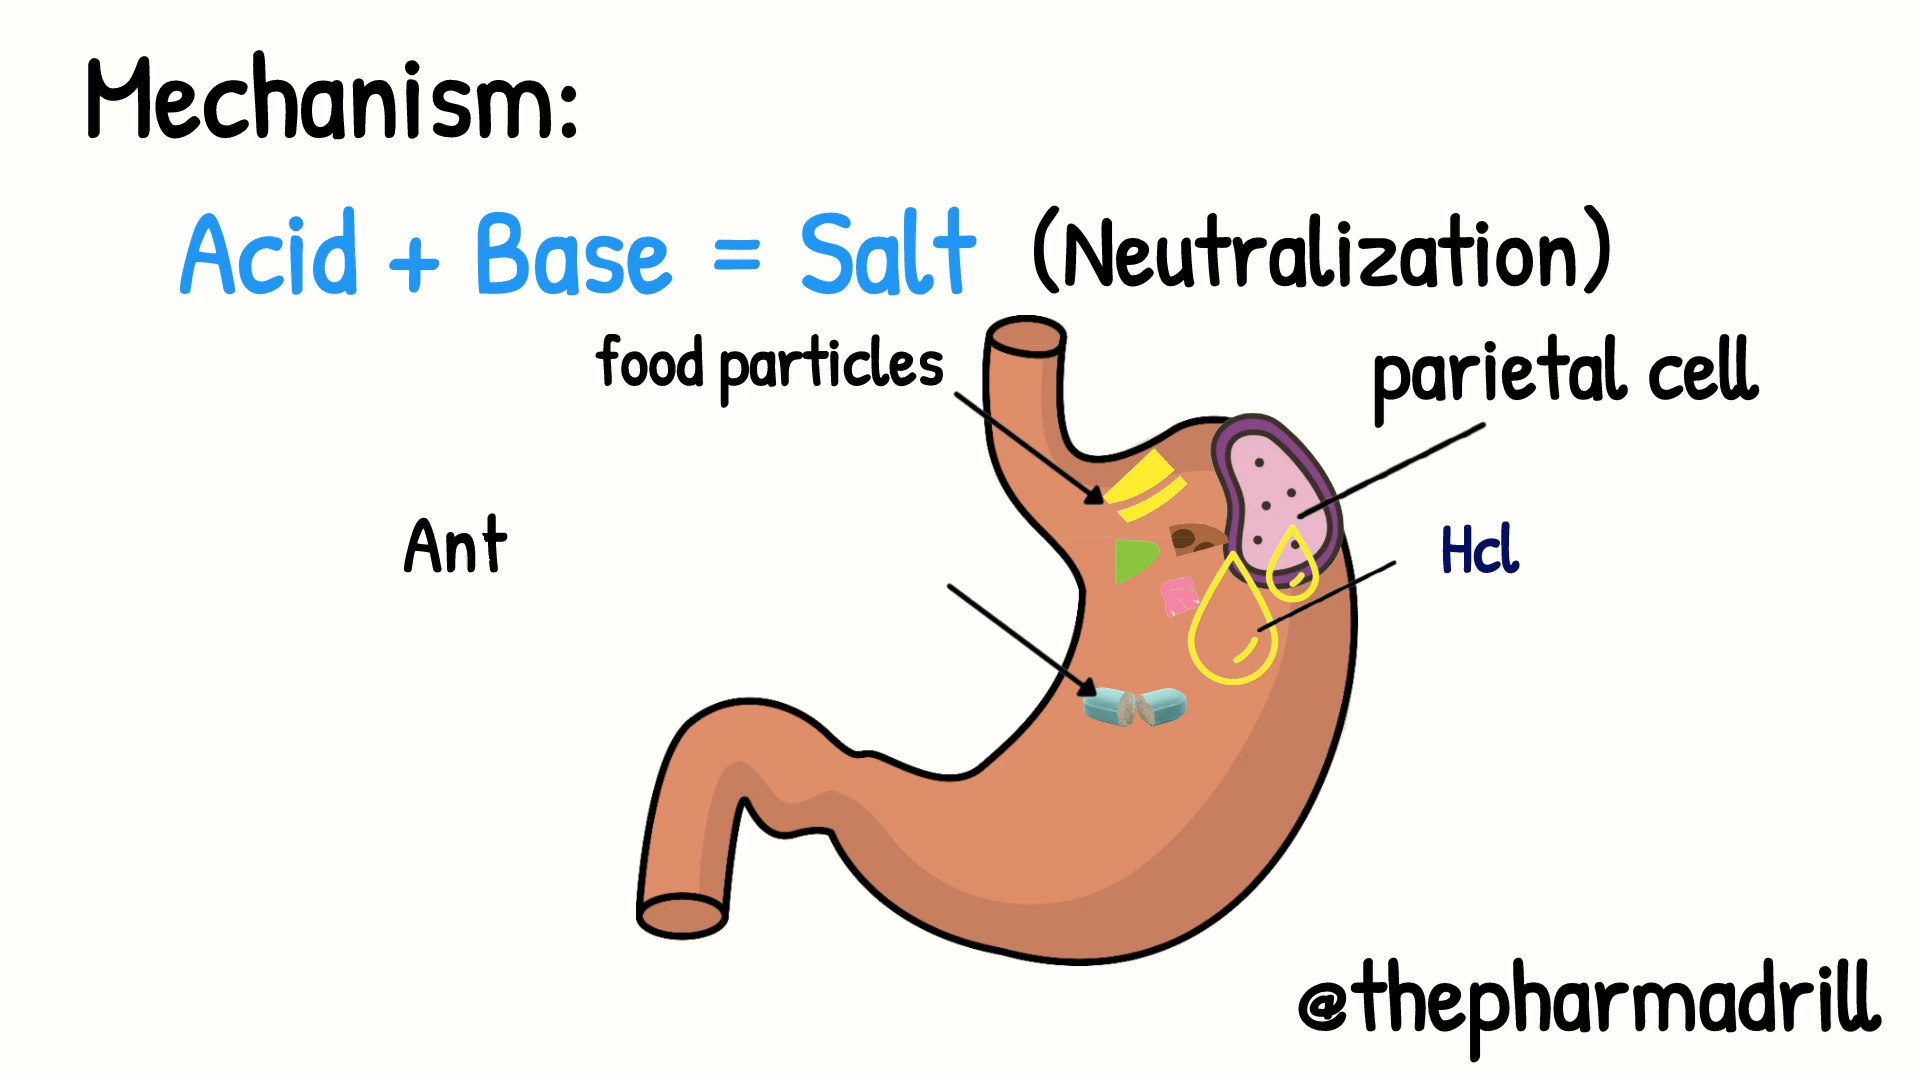 Mechanism:
Acid + Base = Salt (Neutralization)
food particles
parietal cell
Ant
Hcl
@thepharmadrill